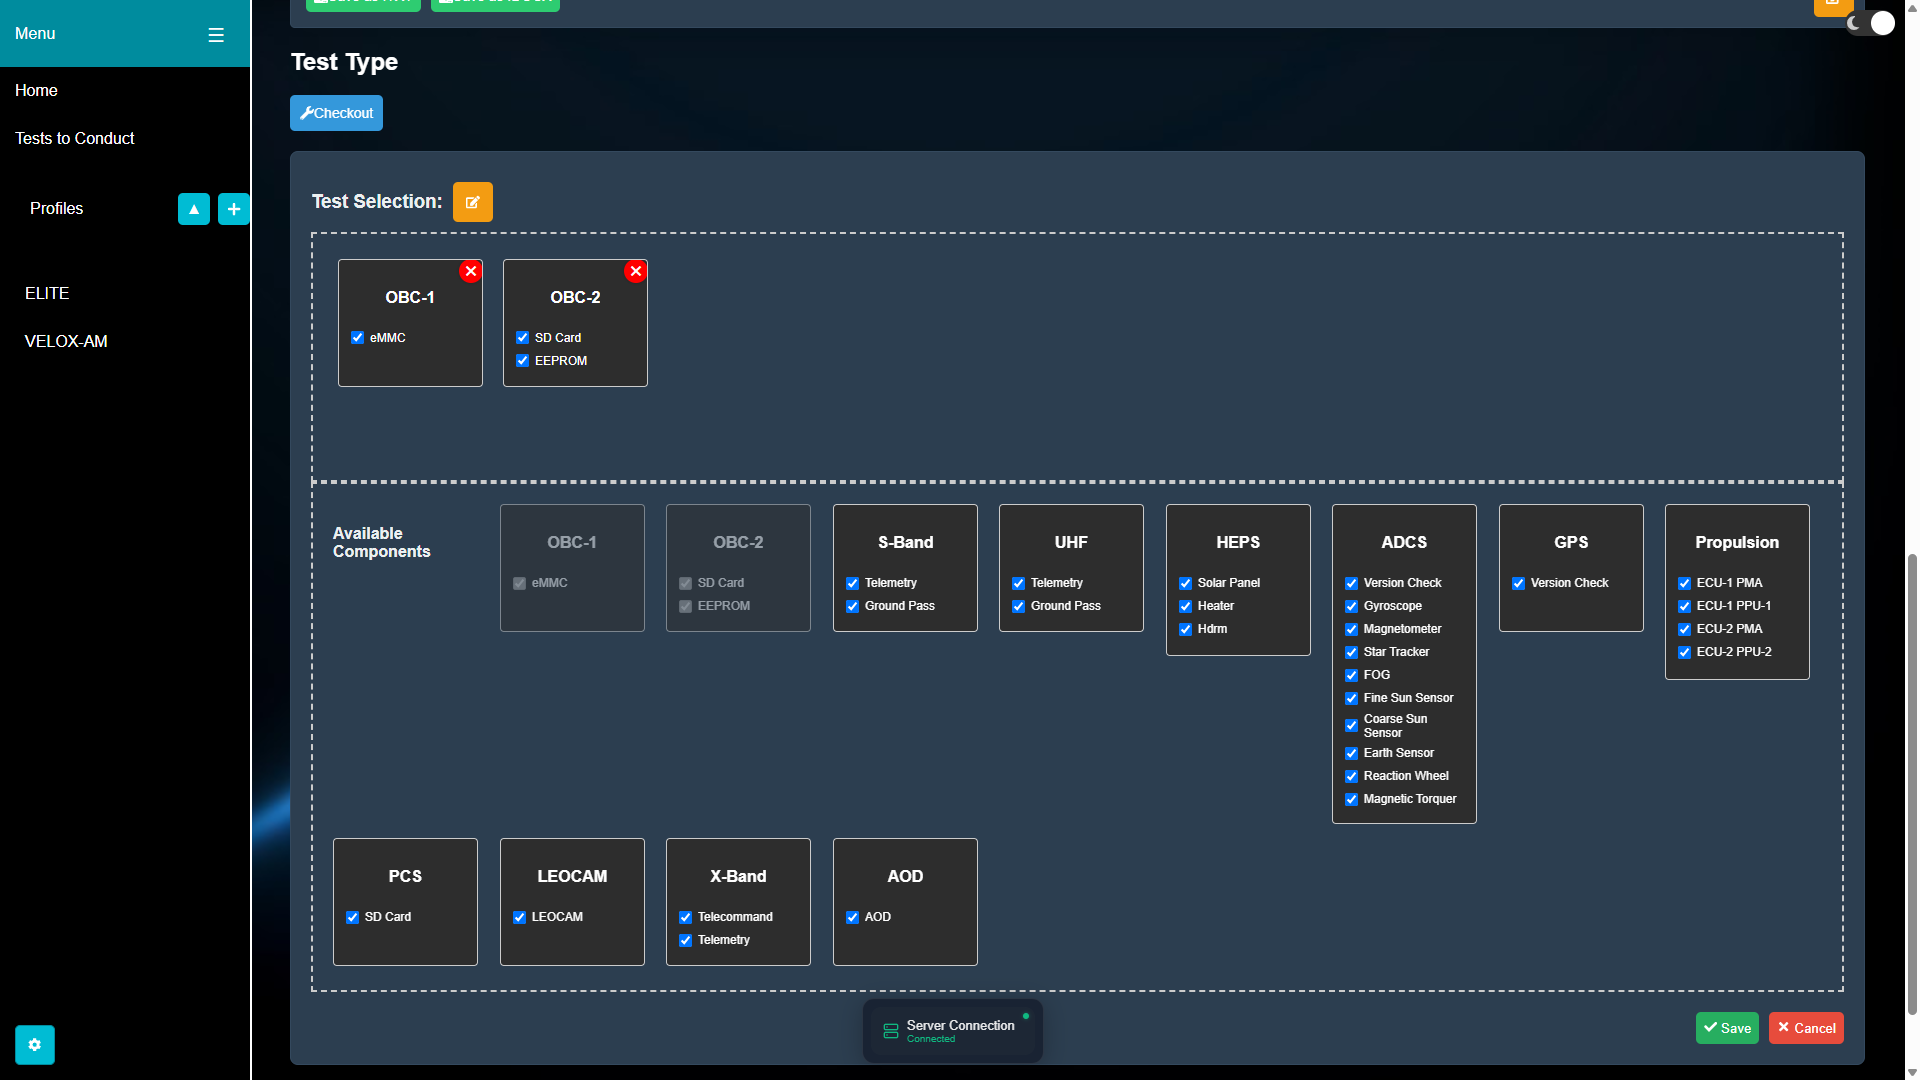 Menu
Home
Tests to Conduct
Profiles
ELITE
VELOX-AM
Test Type
Checkout
Test Selection:
OBC-1
eMMC
OBC-2
SD Card
EEPROM
Available
Components
OBC-1
eMMC
OBC-2
SD Card
EEPROM
S-Band
Telemetry
Ground Pass
UHF
Telemetry
Ground Pass
HEPS
Solar Panel
Heater
Hdrm
ADCS
Version Check
Gyroscope
Magnetometer
Star Tracker
FOG
Fine Sun Sensor
Coarse Sun
Sensor
Earth Sensor
Reaction Wheel
Magnetic Torquer
GPS
Version Check
Propulsion
ECU-1 PMA
ECU-1 PPU-1
ECU-2 PMA
ECU-2 PPU-2
PCS
SD Card
LEOCAM
LEOCAM
X-Band
Telecommand
Telemetry
AOD
AOD
Server Connection
Connected
Save
Cancel